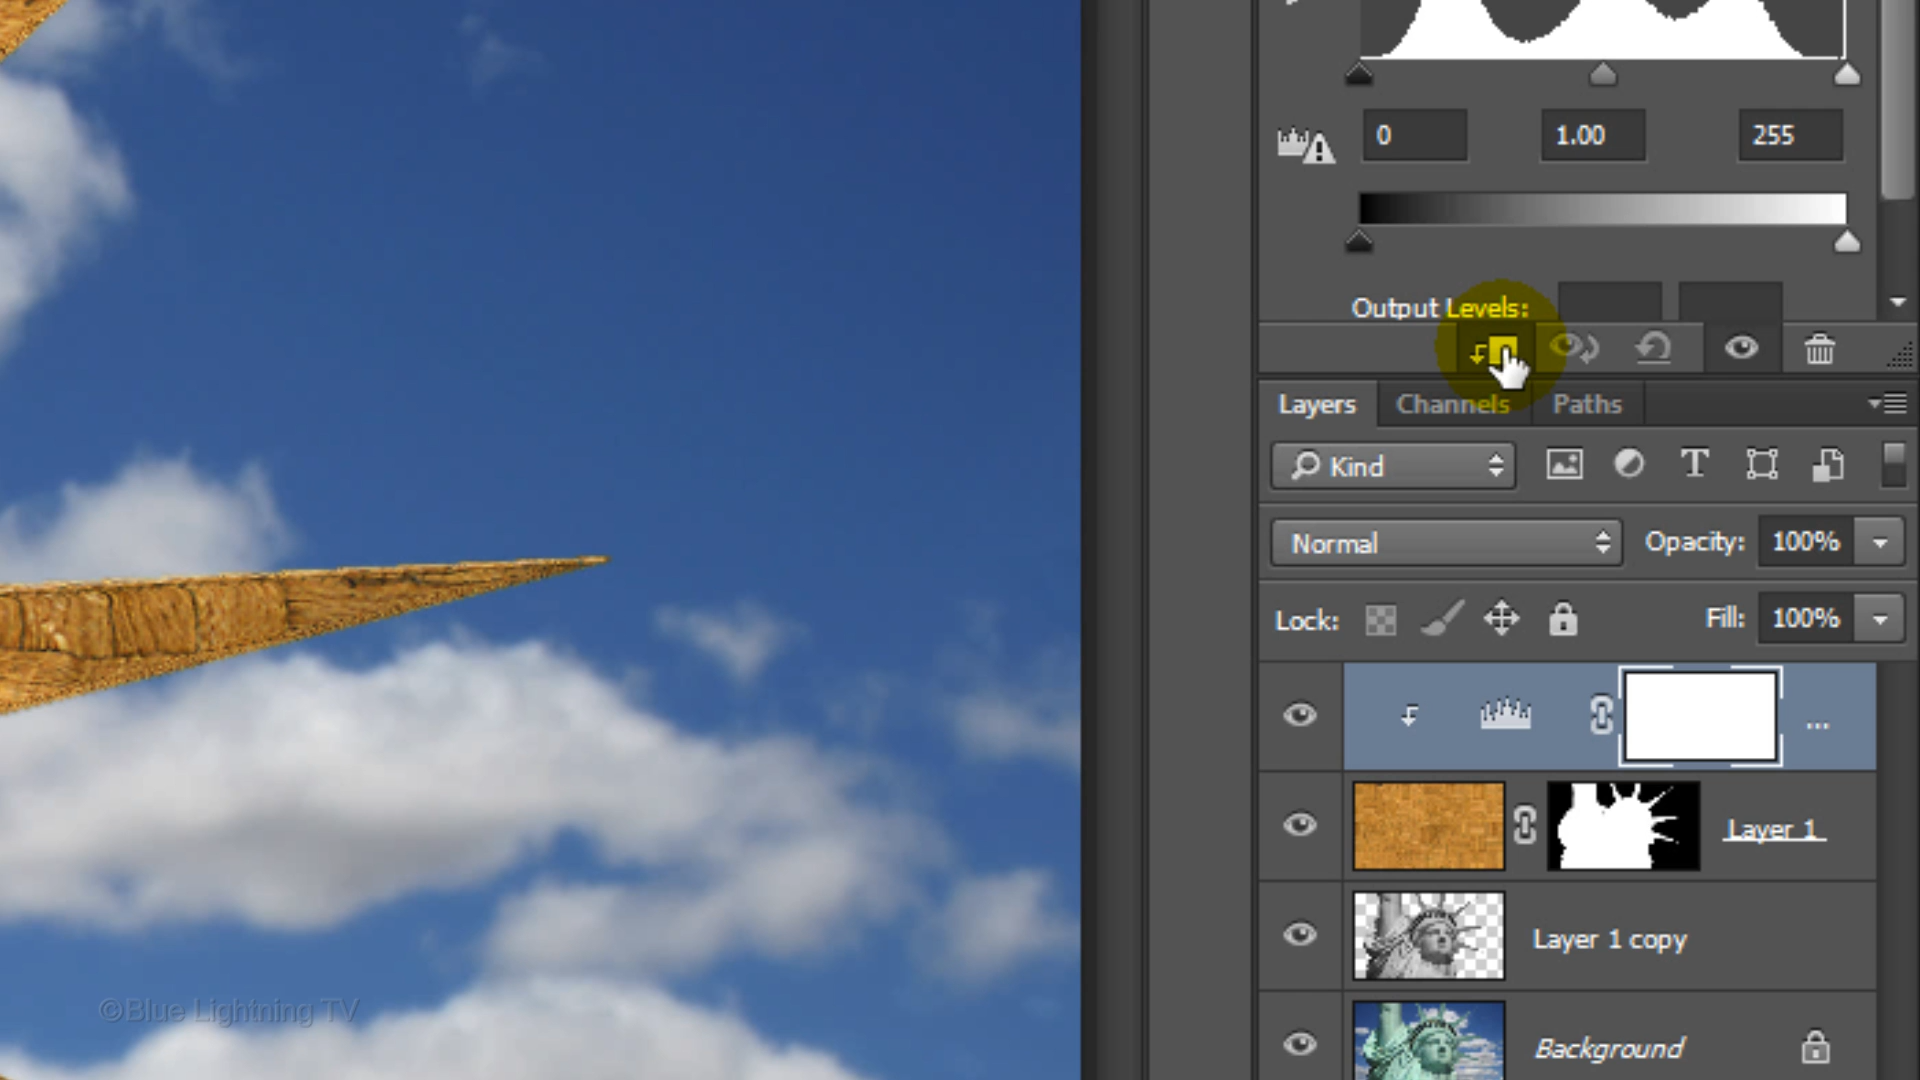 0 1.00 255
Output Levels:
Layers Channels Paths
Kind
Normal Opacity: 100%
Lock: Fill: 100%
...
Layer 1
Layer 1 copy
Background
©Blue Lightning TV